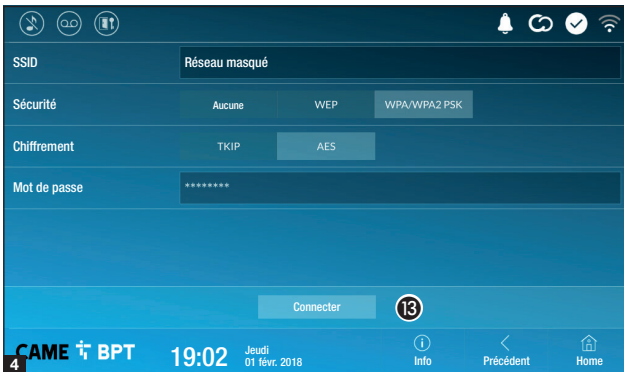 SSID Réseau masqué
Sécurité Aucune WEP WPA/WPA2 PSK
Chiffrement TKIP AES
Mot de passe ********
Connecter 13
4 CAME BPT 19:02 Jeudi
01 févr. 2018
Info Précédent Home